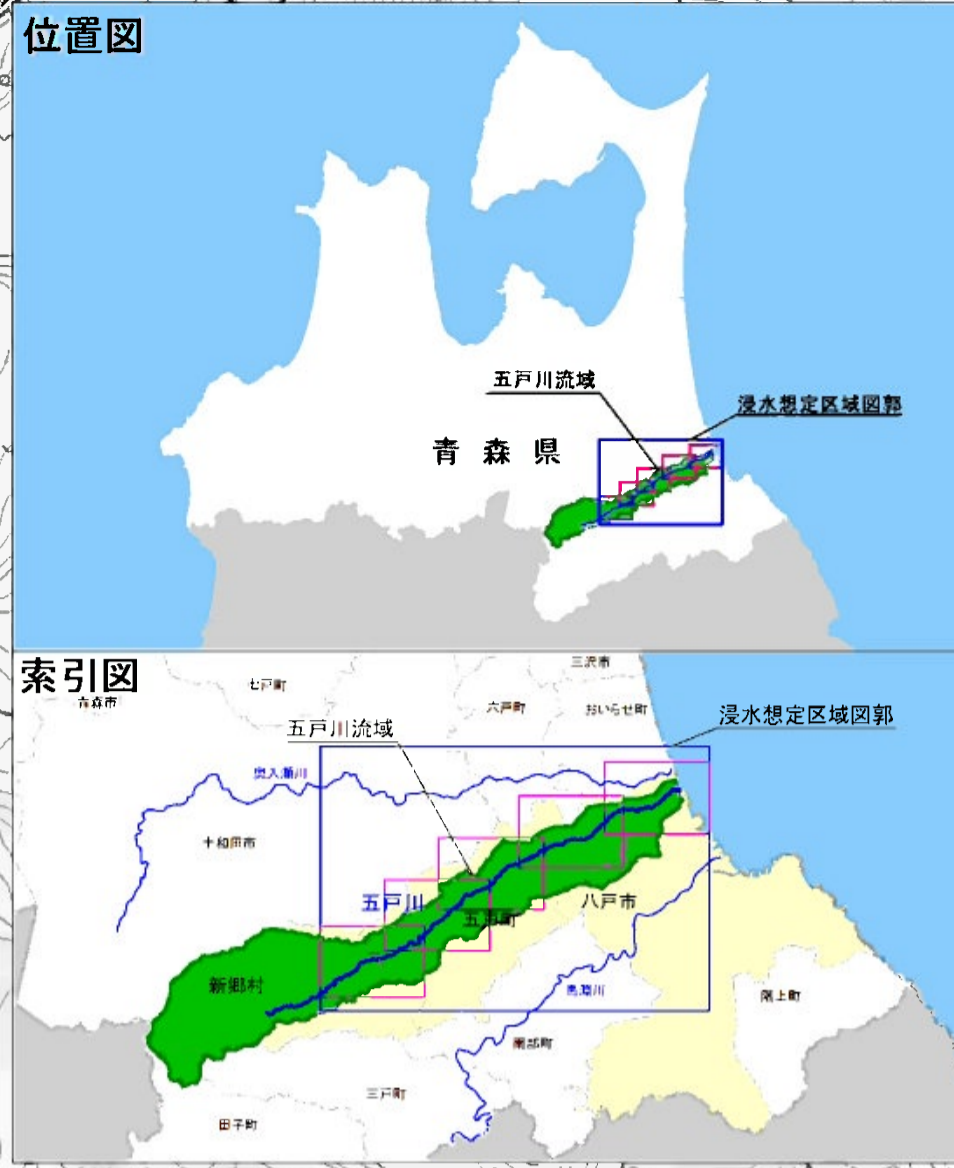 位置図
五戸川流域
浸水想定区域図郭
青森県
索引図
三沢市
七戸町
青森市
六戸町
おいらせ町
浸水想定区域図郭
五戸川流域
奥入瀬川
十和田市
五戸川
八戸市
五戸町
新郷村
馬淵川
階上町
南部町
三戸町
田子町